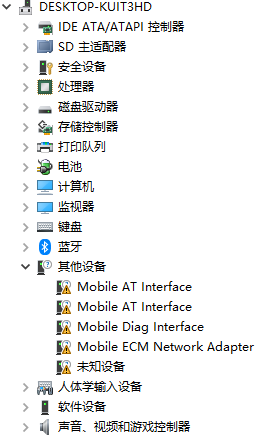 DESKTOP-KUIT3HD
IDE ATA/ATAPI 控制器
SD 主适配器
安全设备
处理器
磁盘驱动器
存储控制器
打印队列
电池
计算机
监视器
键盘
蓝牙
其他设备
Mobile AT Interface
Mobile AT Interface
Mobile Diag Interface
Mobile ECM Network Adapter
未知设备
人体学输入设备
软件设备
声音、视频和游戏控制器